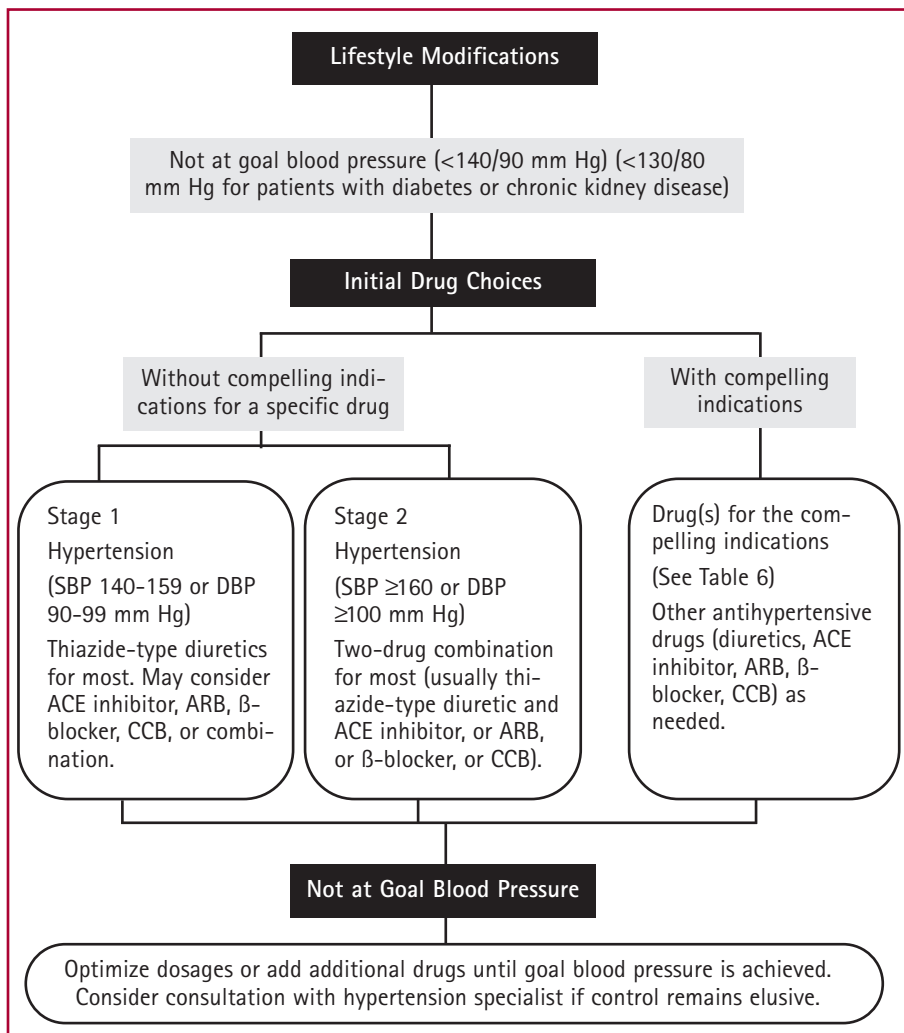 Lifestyle Modifications
Not at goal blood pressure (<140/90 mm Hg) (<130/80
mm Hg for patients with diabetes or chronic kidney disease)
Initial Drug Choices
Without compelling indi-
cations for a specific drug
With compelling
indications
Stage 1
Hypertension
(SBP 140-159 or DBP
90-99 mm Hg)
Thiazide-type diuretics
for most. May consider
ACE inhibitor, ARB, ß-
blocker, CCB, or combi-
nation.
Stage 2
Hypertension
(SBP ≥160 or DBP
≥100 mm Hg)
Two-drug combination
for most (usually thi-
azide-type diuretic and
ACE inhibitor, or ARB,
or ß-blocker, or CCB).
Drug(s) for the com-
pelling indications
(See Table 6)
Other antihypertensive
drugs (diuretics, ACE
inhibitor, ARB, ß-
blocker, CCB) as
needed.
Not at Goal Blood Pressure
Optimize dosages or add additional drugs until goal blood pressure is achieved.
Consider consultation with hypertension specialist if control remains elusive.